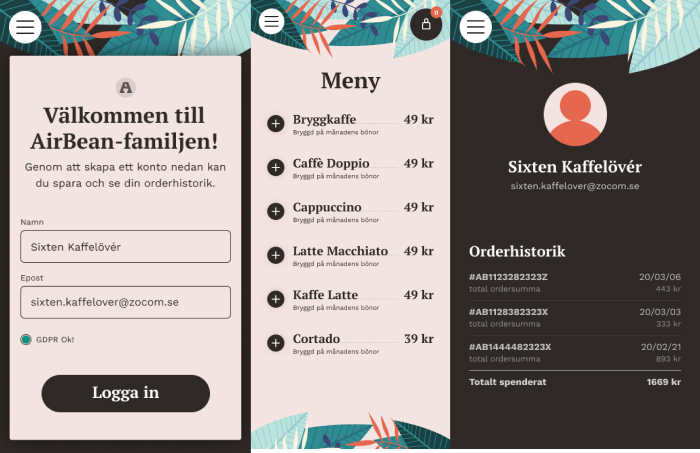 A
Välkommen till
AirBean-familjen!
Genom att skapa ett konto nedan kan
du spara och se din orderhistorik.
Namn
Sixten Kaffelövér
Epost
sixten.kaffelover@zocom.se
GDPR Ok!
Logga in
0
Meny
Bryggkaffe 49 kr
Bryggd på månadens bönor
Caffè Doppio 49 kr
Bryggd på månadens bönor
Cappuccino 49 kr
Bryggd på månadens bönor
Latte Macchiato 49 kr
Bryggd på månadens bönor
Kaffe Latte 49 kr
Bryggd på månadens bönor
Cortado 39 kr
Bryggd på månadens bönor
Sixten Kaffelövér
sixten.kaffelover@zocom.se
Orderhistorik
#AB1123282323Z 20/03/06
total ordersumma 443 kr
#AB1128382323X 20/03/03
total ordersumma 333 kr
#AB1444482323X 20/02/21
total ordersumma 893 kr
Totalt spenderat 1669 kr